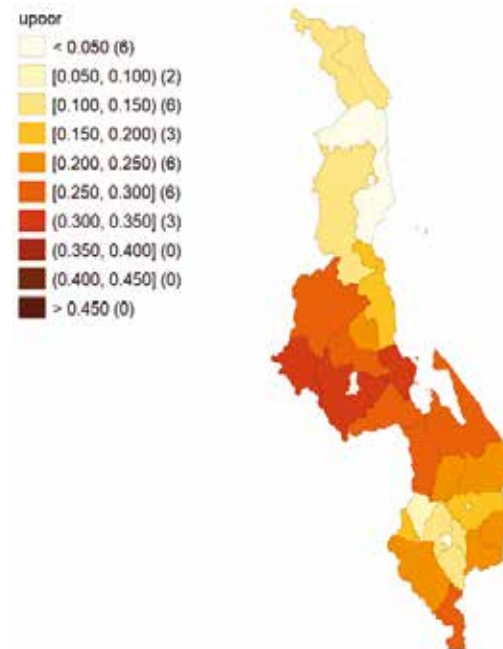 upoor
< 0.050 (6)
[0.050, 0.100) (2)
[0.100, 0.150) (6)
[0.150, 0.200) (3)
[0.200, 0.250) (6)
[0.250, 0.300] (6)
(0.300, 0.350] (3)
(0.350, 0.400] (0)
(0.400, 0.450] (0)
> 0.450 (0)